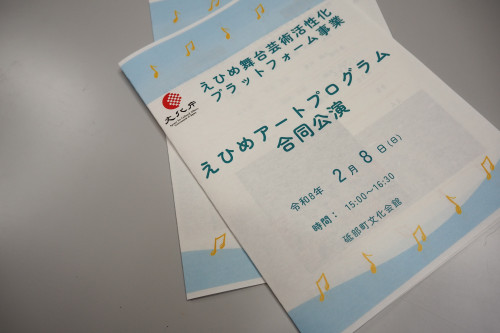 えひめ舞台芸術活性化
プラットフォーム事業
文化庁
えひめアートプログラム
合同公演
令和8年 2月8日(日)
時間: 15:00～16:30
砥部町文化会館